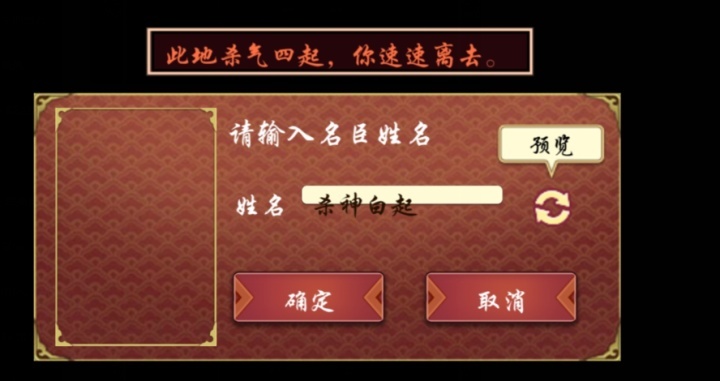 此地杀气四起，你速速离去。
请输入名臣姓名
预览
姓名 杀神白起
确定 取消